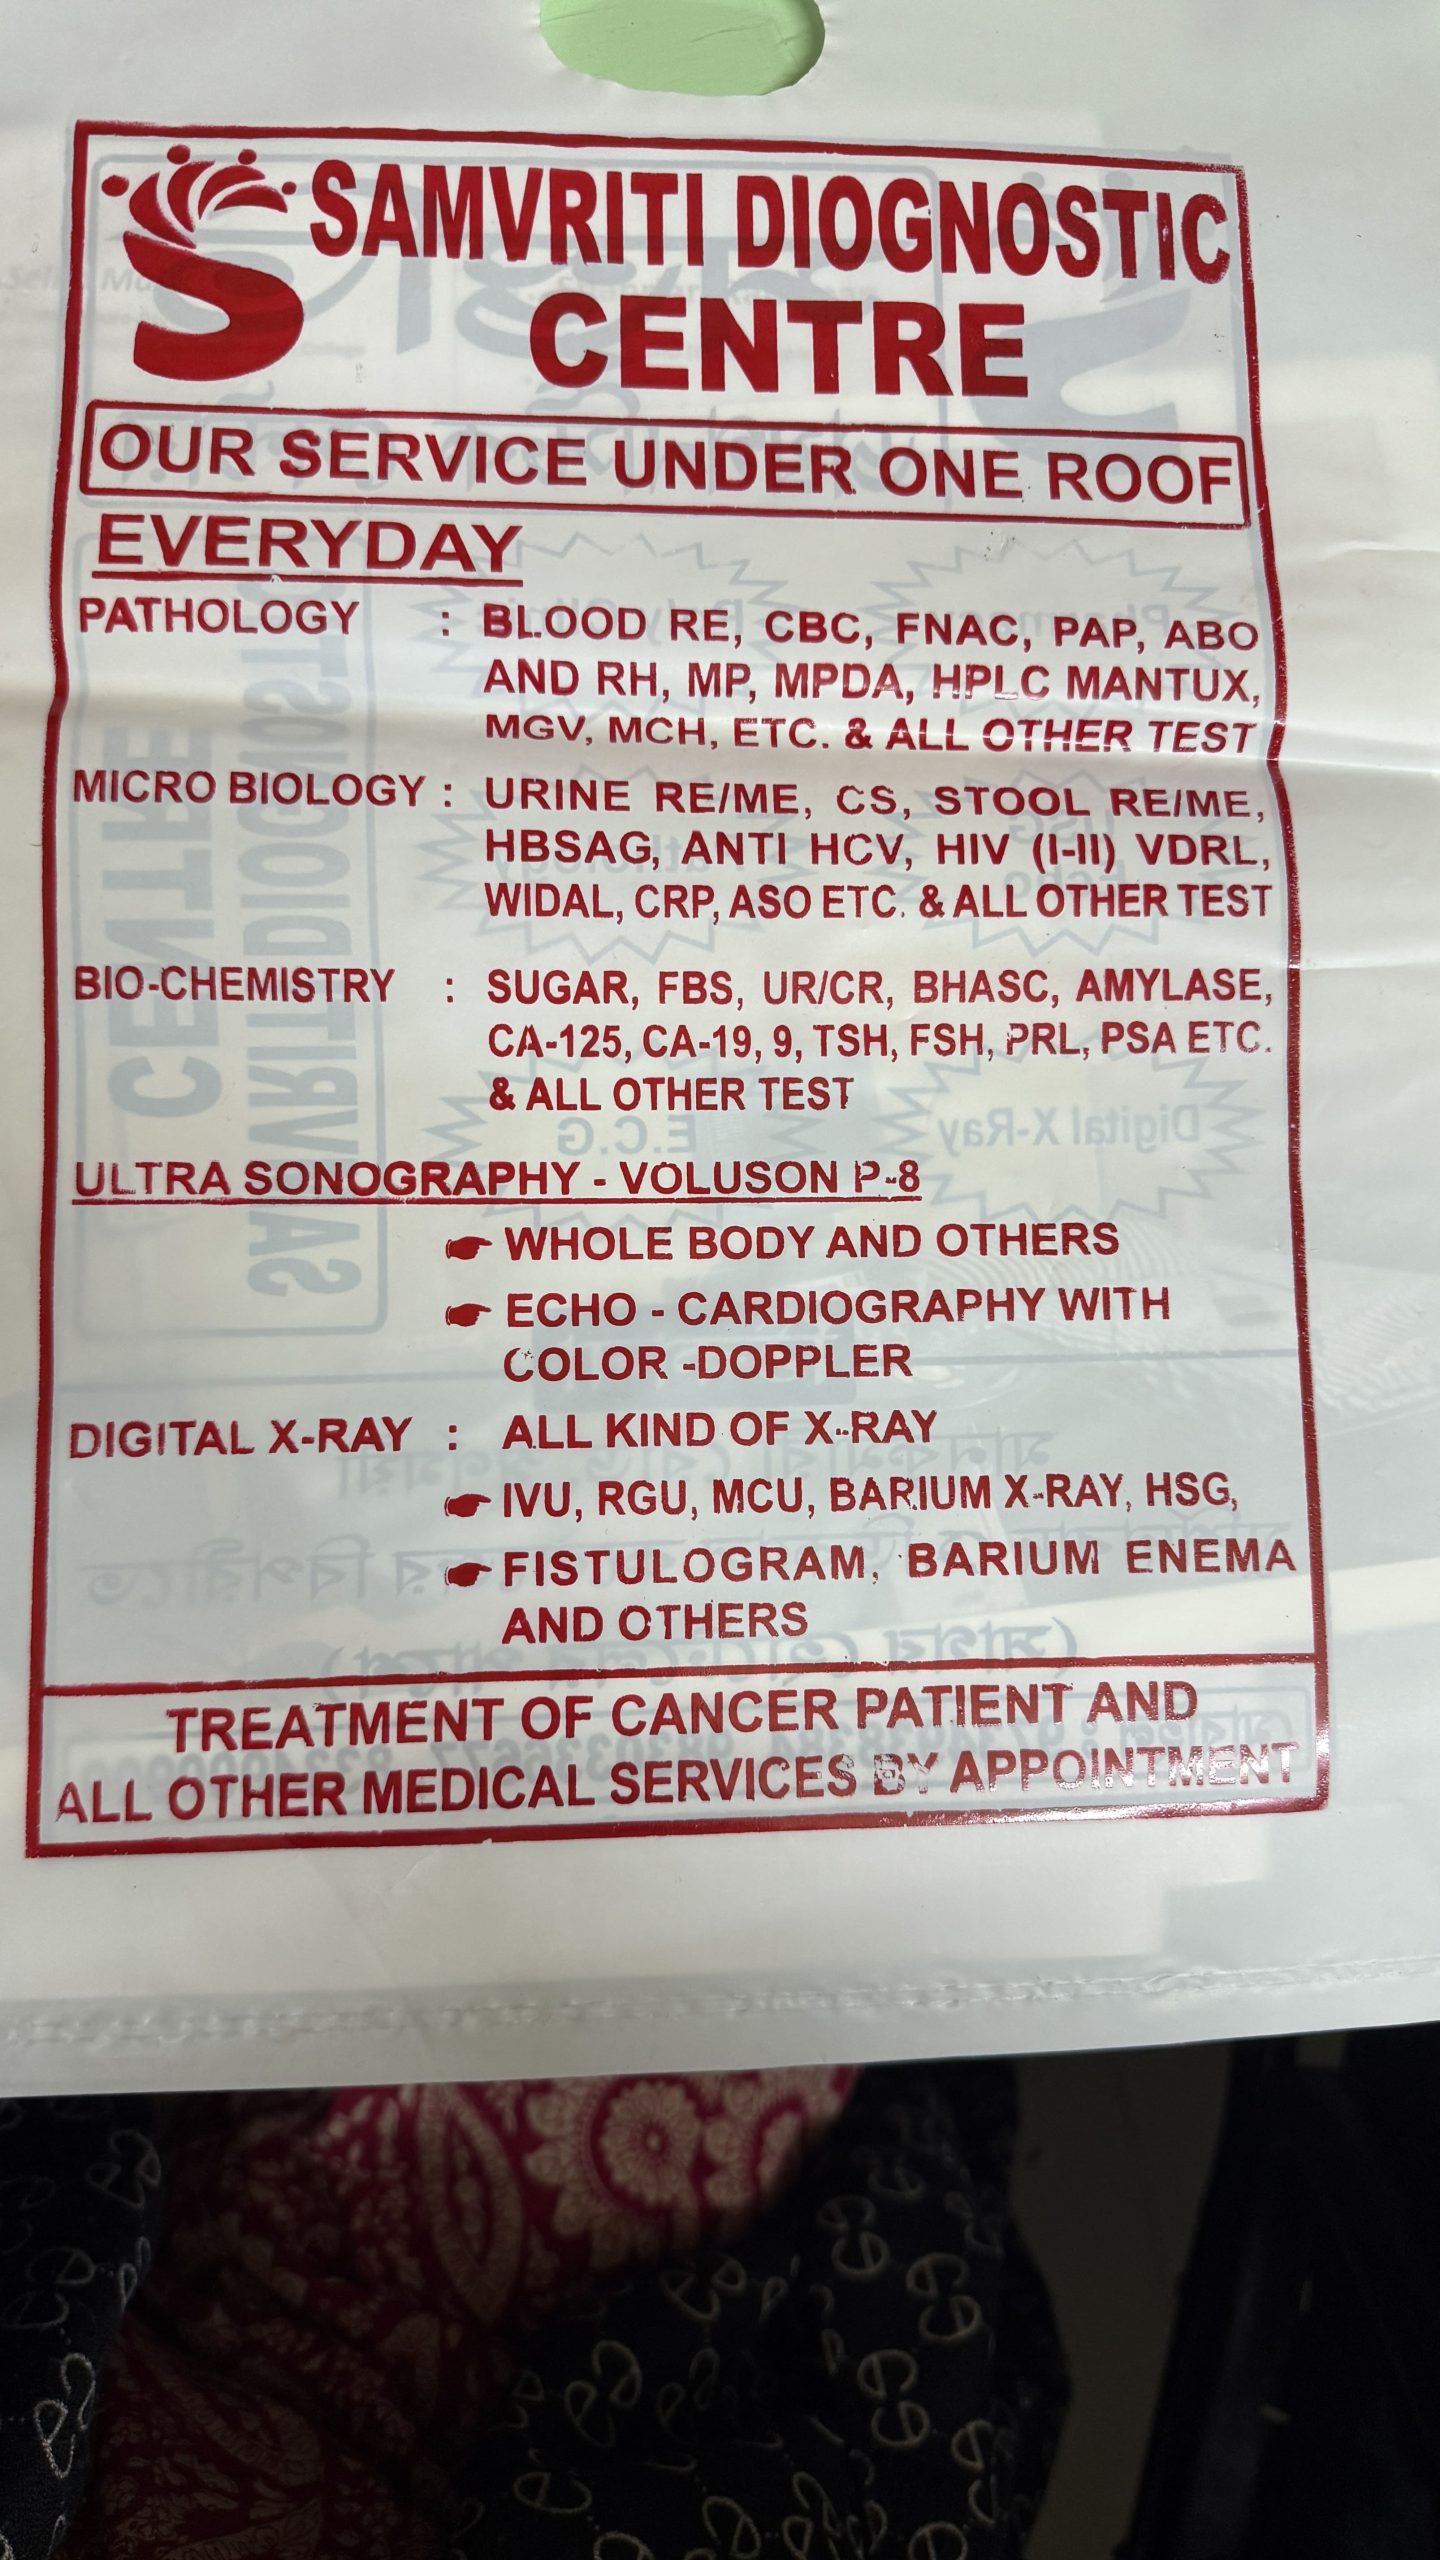 SAMVRITI DIOGNOSTIC
CENTRE
OUR SERVICE UNDER ONE ROOF
EVERYDAY
PATHOLOGY : BLOOD RE, CBC, FNAC, PAP, ABO
AND RH, MP, MPDA, HPLC MANTUX,
MGV, MCH, ETC. & ALL OTHER TEST
MICRO BIOLOGY : URINE RE/ME, CS, STOOL RE/ME,
HBSAG, ANTI HCV, HIV (I-II) VDRL,
WIDAL, CRP, ASO ETC. & ALL OTHER TEST
BIO-CHEMISTRY : SUGAR, FBS, UR/CR, BHASC, AMYLASE,
CA-125, CA-19, 9, TSH, FSH, PRL, PSA ETC.
& ALL OTHER TEST
ULTRA SONOGRAPHY - VOLUSON P-8
WHOLE BODY AND OTHERS
ECHO - CARDIOGRAPHY WITH
COLOR -DOPPLER
DIGITAL X-RAY : ALL KIND OF X-RAY
IVU, RGU, MCU, BARIUM X-RAY, HSG,
FISTULOGRAM, BARIUM ENEMA
AND OTHERS
TREATMENT OF CANCER PATIENT AND
ALL OTHER MEDICAL SERVICES BY APPOINTMENT
SAMVRITI DIOGNOSTIC
CENTRE
E.C.G
Digital X-Ray